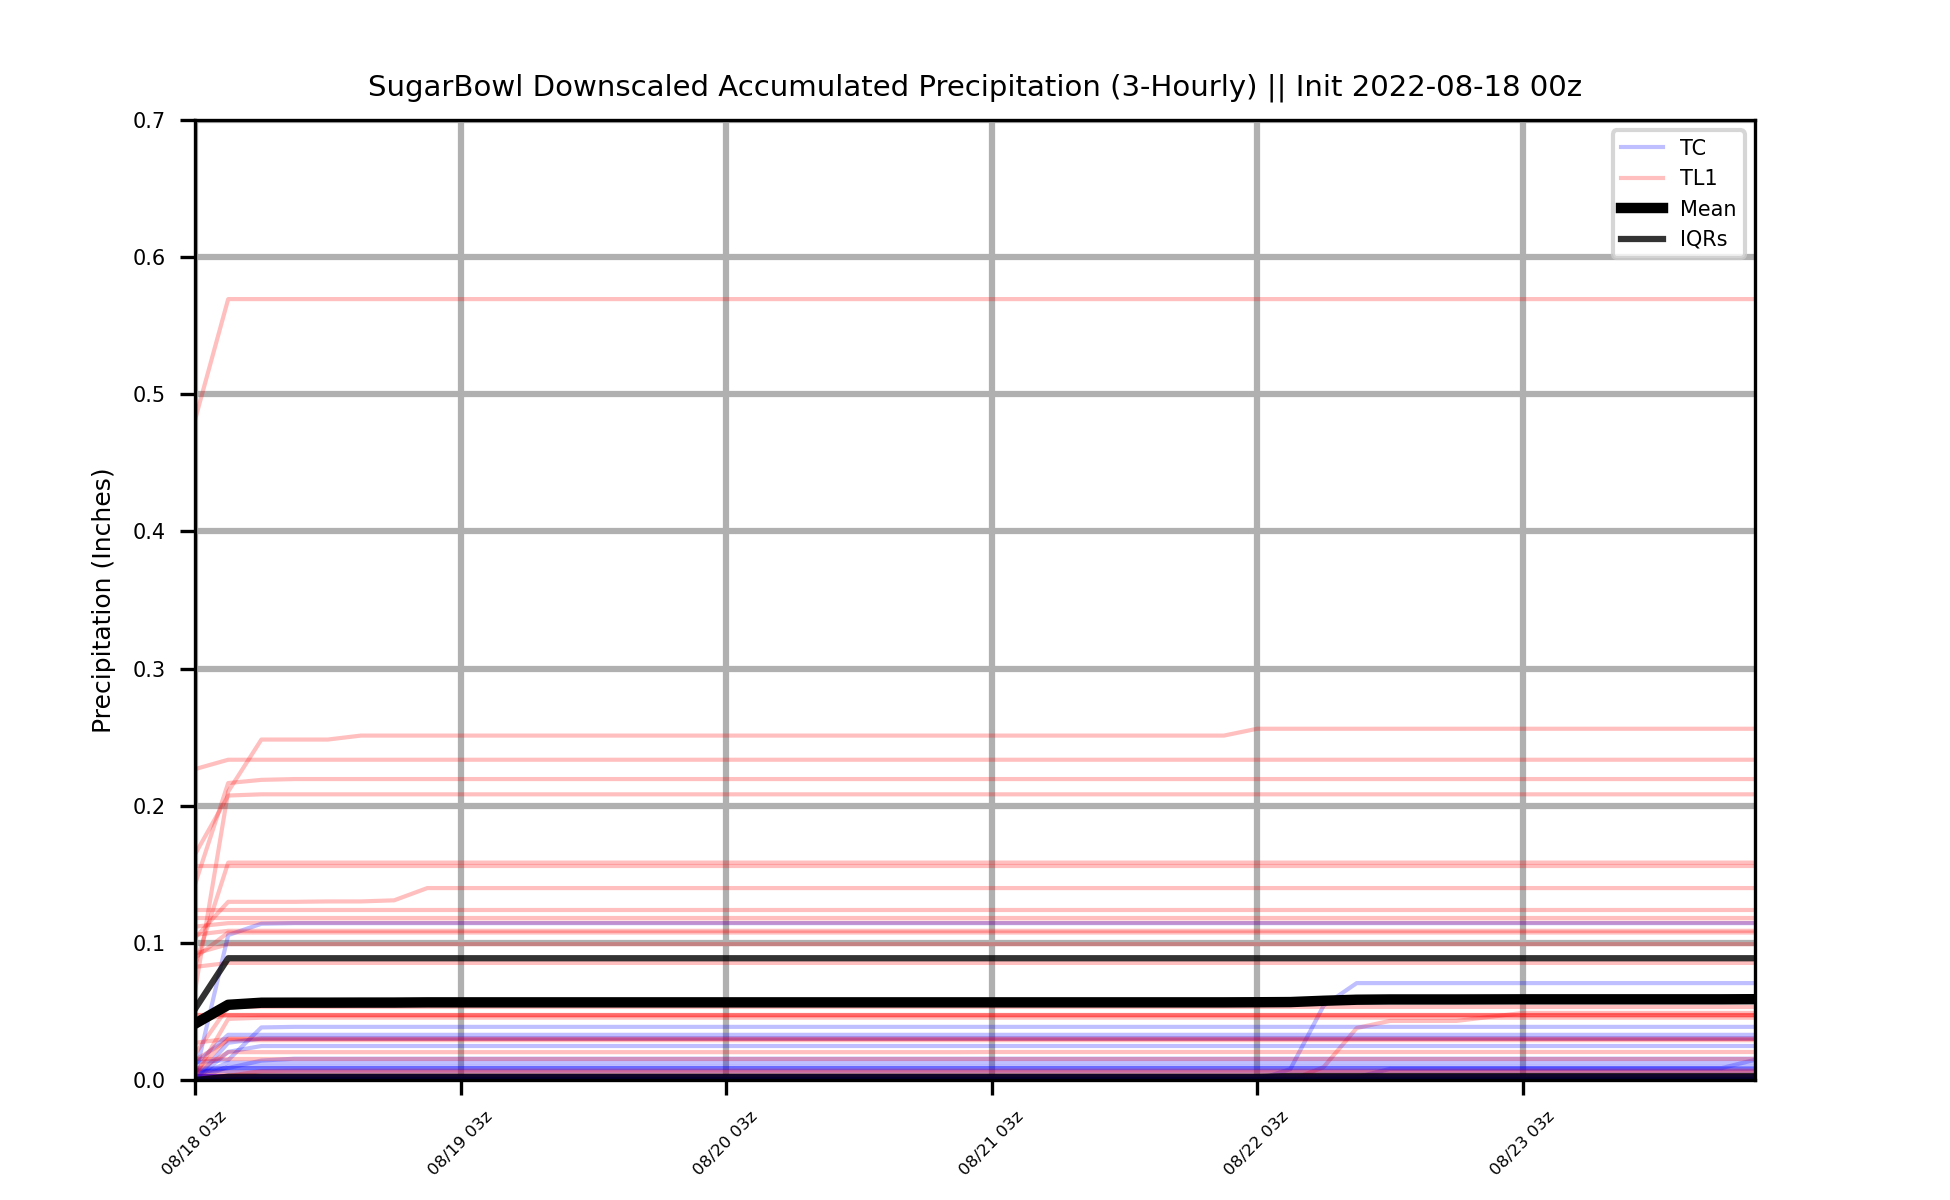 SugarBowl Downscaled Accumulated Precipitation (3-Hourly) || Init 2022-08-18 00z
0.7
0.6
0.5
0.4
0.3
0.2
0.1
0.0
Precipitation (Inches)
TC
TL1
Mean
IQRs
08/18 03z
08/19 03z
08/20 03z
08/21 03z
08/22 03z
08/23 03z